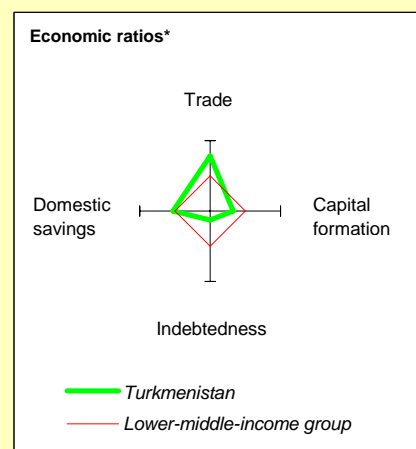 Economic ratios*
Trade
Domestic
savings
Capital
formation
Indebtedness
Turkmenistan
Lower-middle-income group